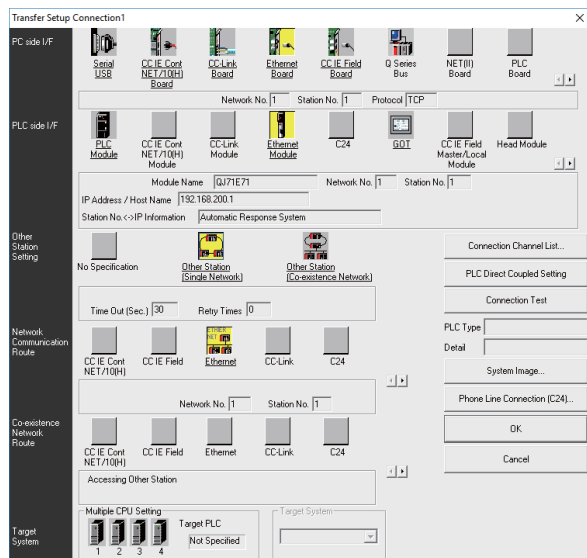 Transfer Setup Connection1
PC side I/F
Serial USB
CC IE Cont NET/10(H) Board
CC-Link Board
Ethernet Board
CC IE Field Board
Q Series Bus
NET(II) Board
PLC Board
Network No. 1 Station No. 1 Protocol TCP
PLC side I/F
PLC Module
CC IE Cont NET/10(H) Module
CC-Link Module
Ethernet Module
C24
GOT
CC IE Field Master/Local Module
Head Module
Module Name QJ71E71 Network No. 1 Station No. 1
IP Address / Host Name 192.168.200.1
Station No.<->IP Information Automatic Response System
Other Station Setting
No Specification
Other Station (Single Network)
Other Station (Co-existence Network)
Time Out (Sec.) 30 Retry Times 0
Connection Channel List...
PLC Direct Coupled Setting
Connection Test
PLC Type
Detail
System Image...
Phone Line Connection (C24)...
OK
Cancel
Network Communication Route
CC IE Cont NET/10(H)
CC IE Field
Ethernet
CC-Link
C24
Network No. 1 Station No. 1
Co-existence Network Route
CC IE Cont NET/10(H)
CC IE Field
Ethernet
CC-Link
C24
Accessing Other Station
Target System
Multiple CPU Setting
1 2 3 4
Target PLC
Not Specified
Target System